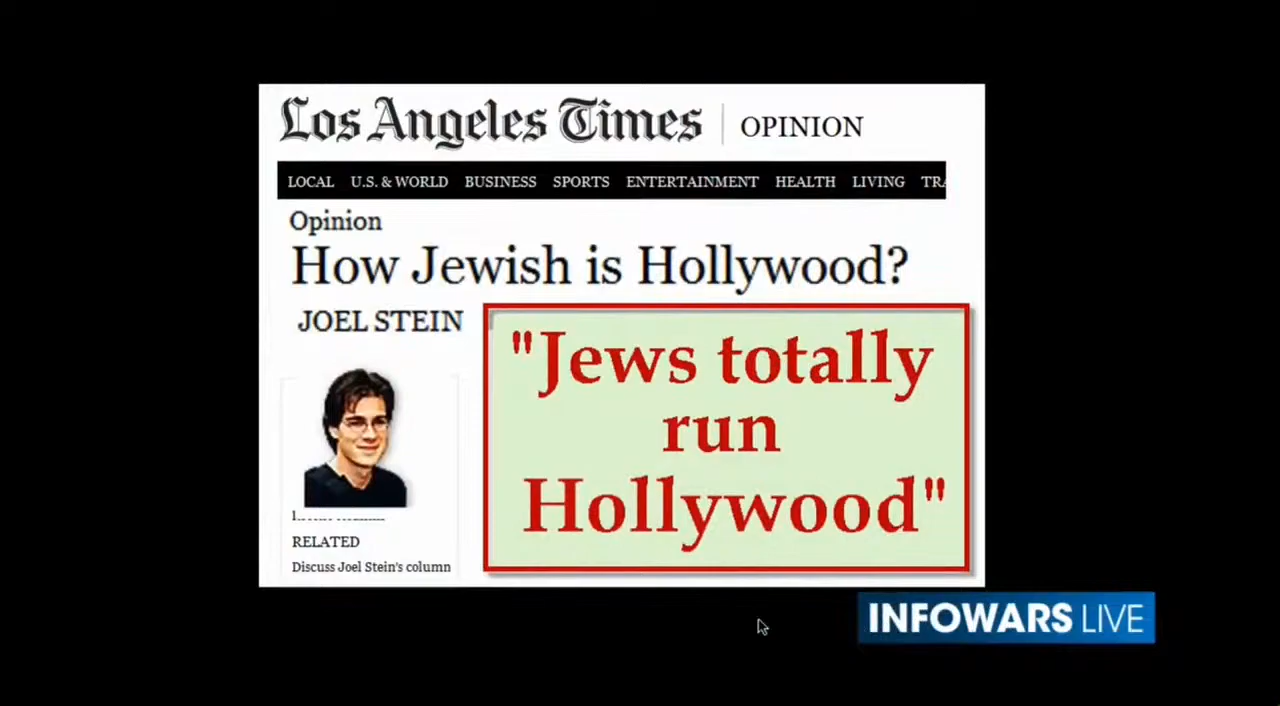 Los Angeles Times | OPINION
LOCAL U.S. & WORLD BUSINESS SPORTS ENTERTAINMENT HEALTH LIVING TRA
Opinion
How Jewish is Hollywood?
JOEL STEIN
"Jews totally
run
Hollywood"
RELATED
Discuss Joel Stein's column
INFOWARS LIVE